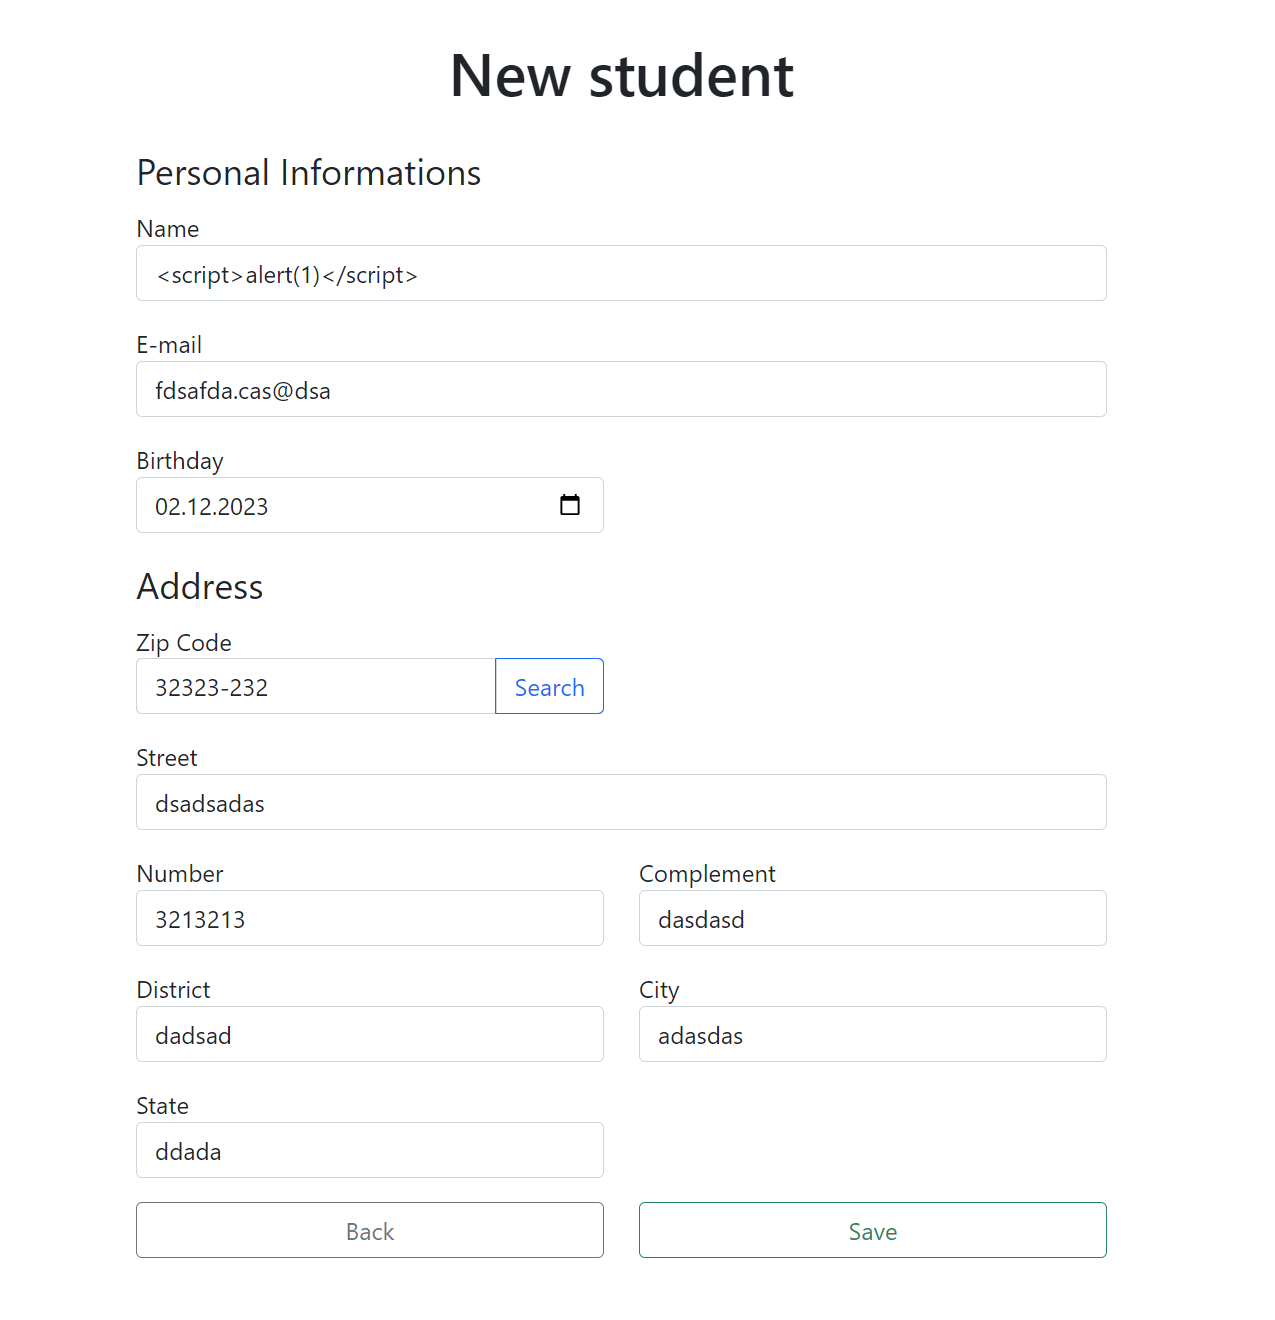 New student
Personal Informations
Name
<script>alert(1)</script>
E-mail
fdsafda.cas@dsa
Birthday
02.12.2023
Address
Zip Code
32323-232
Search
Street
dsadsadas
Number
Complement
3213213
dasdasd
District
City
dadsad
adasdas
State
ddada
Back
Save